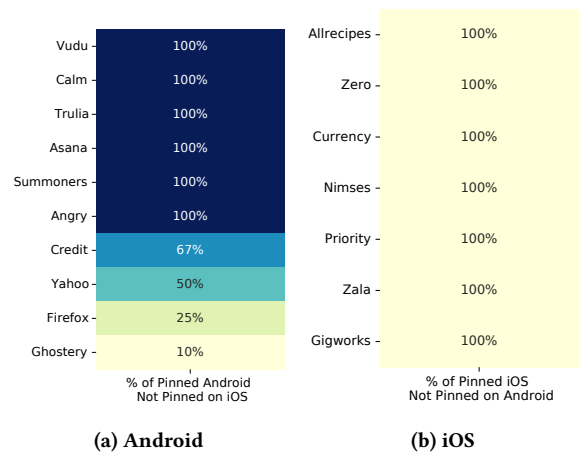 Vudu 100%
Calm 100%
Trulia 100%
Asana 100%
Summoners 100%
Angry 100%
Credit 67%
Yahoo 50%
Firefox 25%
Ghostery 10%
% of Pinned Android
Not Pinned on iOS
(a) Android
Allrecipes 100%
Zero 100%
Currency 100%
Nimses 100%
Priority 100%
Zala 100%
Gigworks 100%
% of Pinned iOS
Not Pinned on Android
(b) iOS